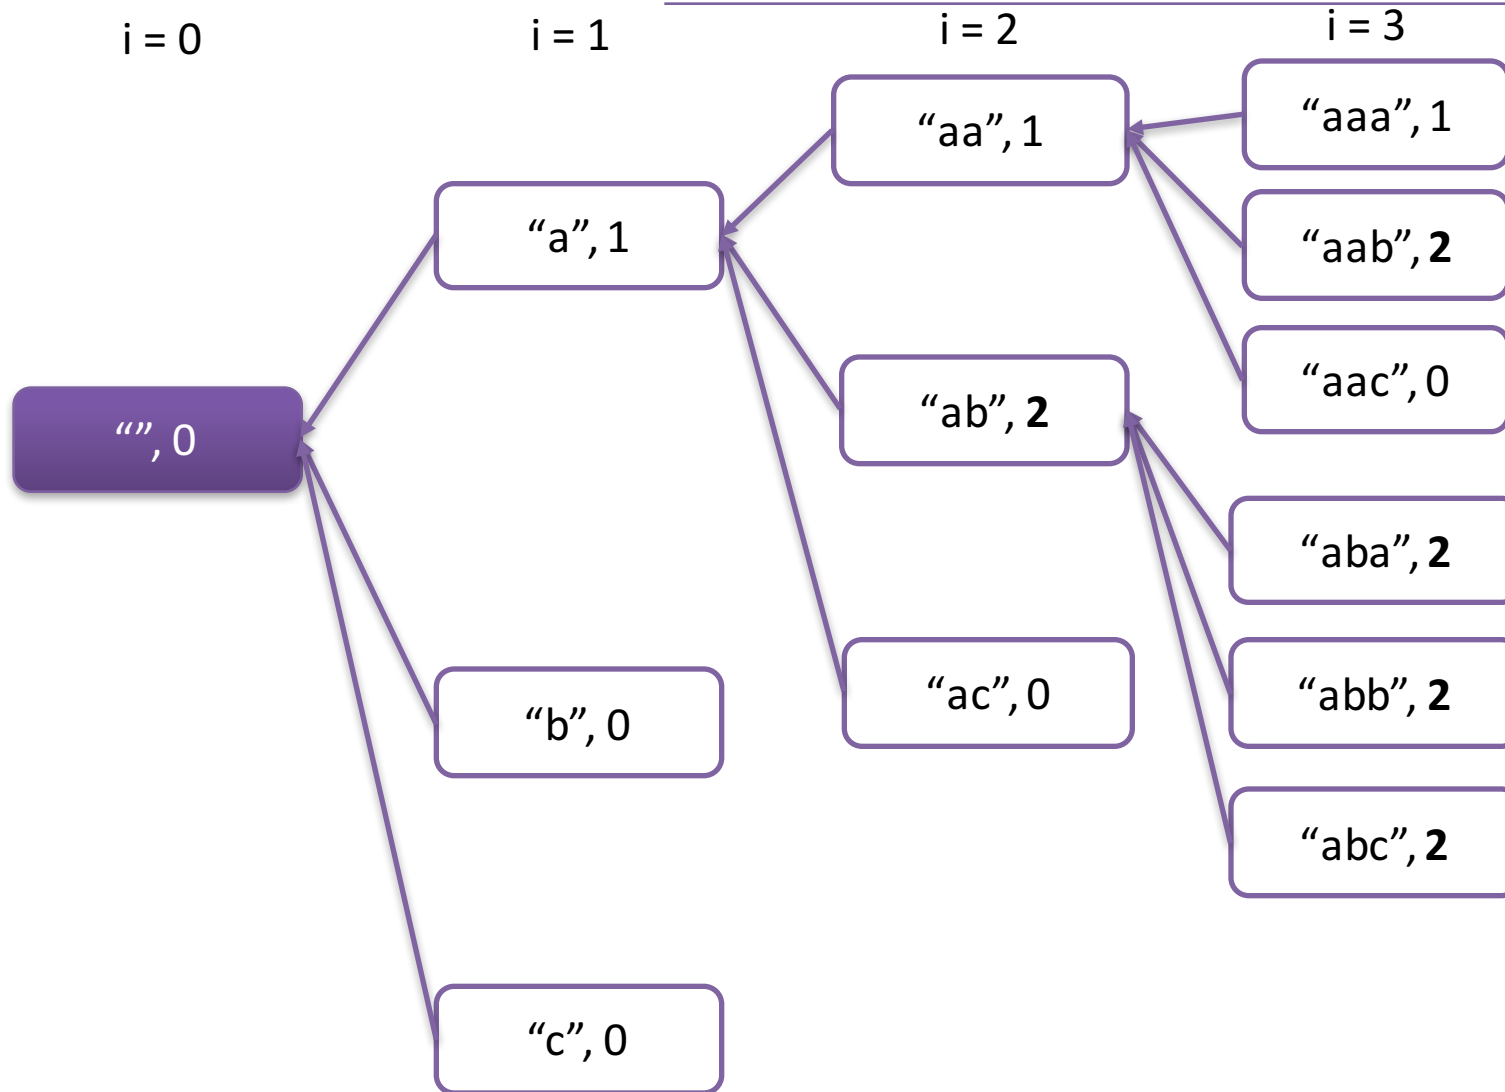 i = 0
i = 1
i = 2
i = 3
“”, 0
“a”, 1
“b”, 0
“c”, 0
“aa”, 1
“ab”, 2
“ac”, 0
“aaa”, 1
“aab”, 2
“aac”, 0
“aba”, 2
“abb”, 2
“abc”, 2